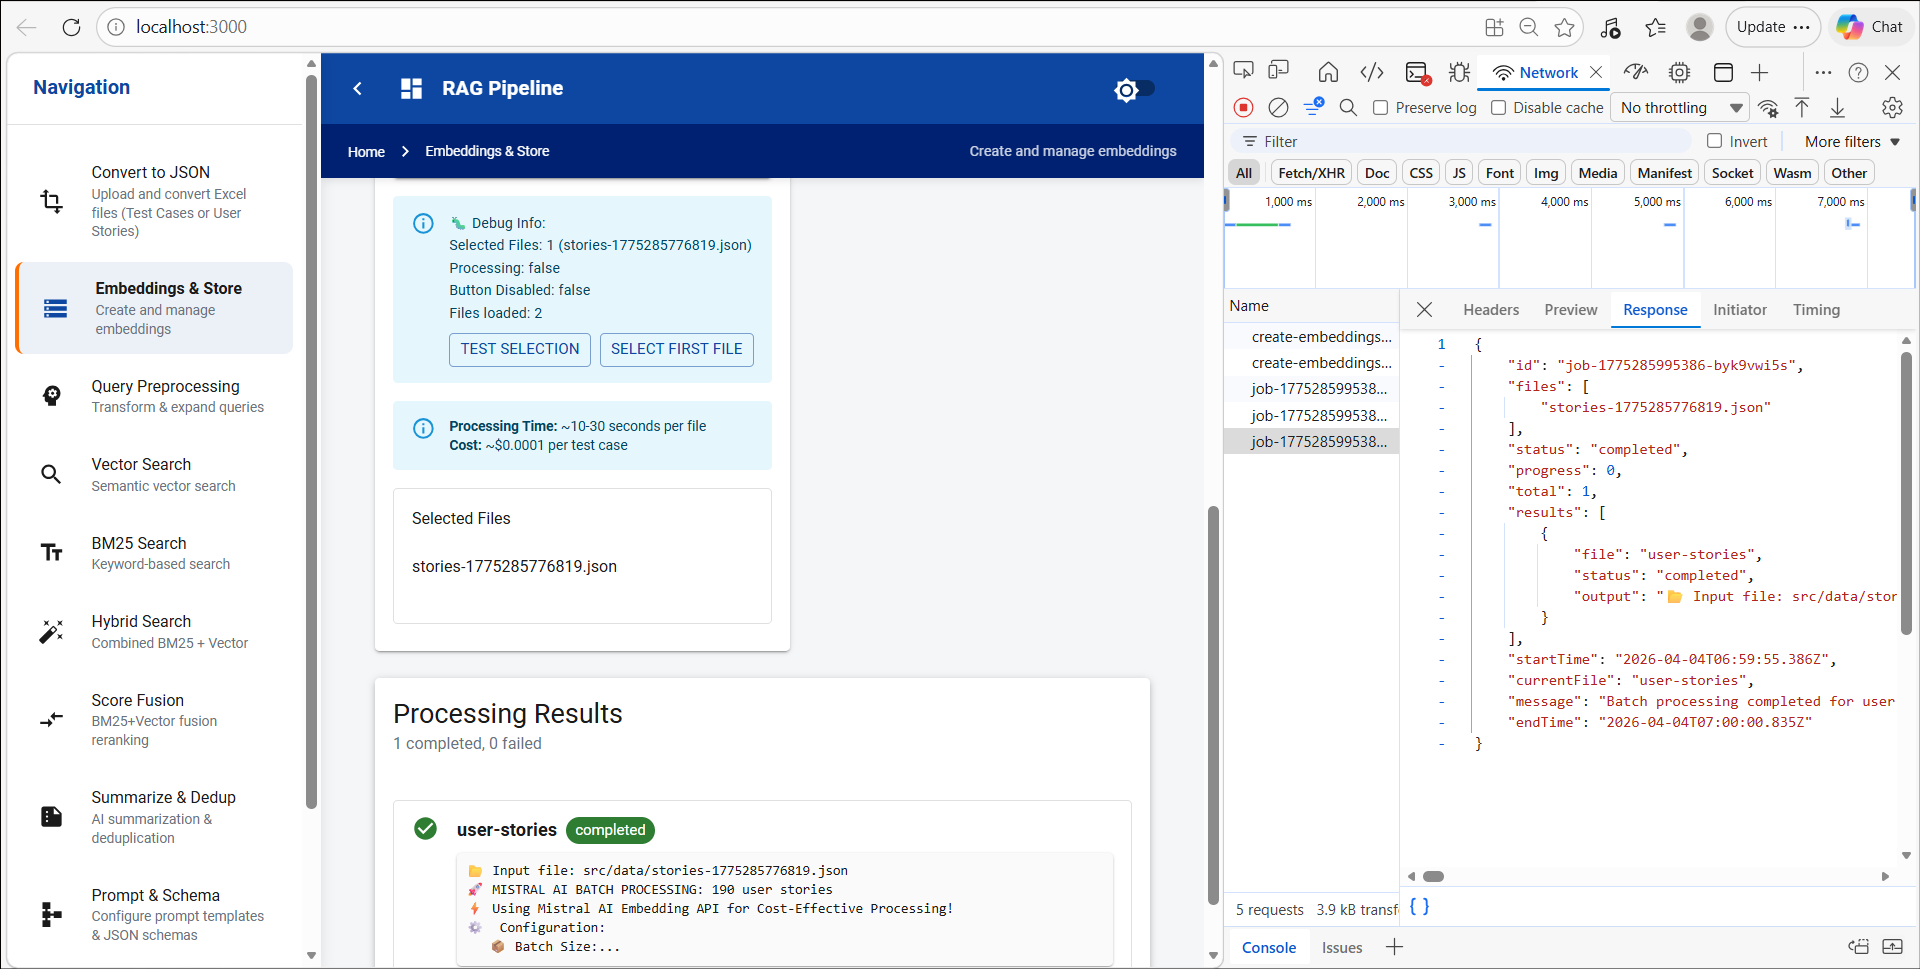 localhost:3000
Update
Chat
Navigation
Convert to JSON
Upload and convert Excel
files (Test Cases or User
Stories)
Embeddings & Store
Create and manage
embeddings
Query Preprocessing
Transform & expand queries
Vector Search
Semantic vector search
BM25 Search
Keyword-based search
Hybrid Search
Combined BM25 + Vector
Score Fusion
BM25+Vector fusion
reranking
Summarize & Dedup
AI summarization &
deduplication
Prompt & Schema
Configure prompt templates
& JSON schemas
RAG Pipeline
Home > Embeddings & Store
Create and manage embeddings
Debug Info:
Selected Files: 1 (stories-1775285776819.json)
Processing: false
Button Disabled: false
Files loaded: 2
TEST SELECTION
SELECT FIRST FILE
Processing Time: ~10-30 seconds per file
Cost: ~$0.0001 per test case
Selected Files
stories-1775285776819.json
Processing Results
1 completed, 0 failed
user-stories completed
📁 Input file: src/data/stories-1775285776819.json
🚀 MISTRAL AI BATCH PROCESSING: 190 user stories
⚡ Using Mistral AI Embedding API for Cost-Effective Processing!
⚙️ Configuration:
📦 Batch Size:...
Network
Preserve log
Disable cache
No throttling
Filter
Invert
More filters
All
Fetch/XHR
Doc
CSS
JS
Font
Img
Media
Manifest
Socket
Wasm
Other
1,000 ms
2,000 ms
3,000 ms
4,000 ms
5,000 ms
6,000 ms
7,000 ms
Name
create-embeddings...
create-embeddings...
job-177528599538...
job-177528599538...
job-177528599538...
5 requests 3.9 kB transf
Headers
Preview
Response
Initiator
Timing
1 {
- "id": "job-1775285995386-byk9vwi5s",
- "files": [
- "stories-1775285776819.json"
- ],
- "status": "completed",
- "progress": 0,
- "total": 1,
- "results": [
- {
- "file": "user-stories",
- "status": "completed",
- "output": "📁 Input file: src/data/stor
- }
- ],
- "startTime": "2026-04-04T06:59:55.386Z",
- "currentFile": "user-stories",
- "message": "Batch processing completed for user
- "endTime": "2026-04-04T07:00:00.835Z"
- }
{ }
Console
Issues